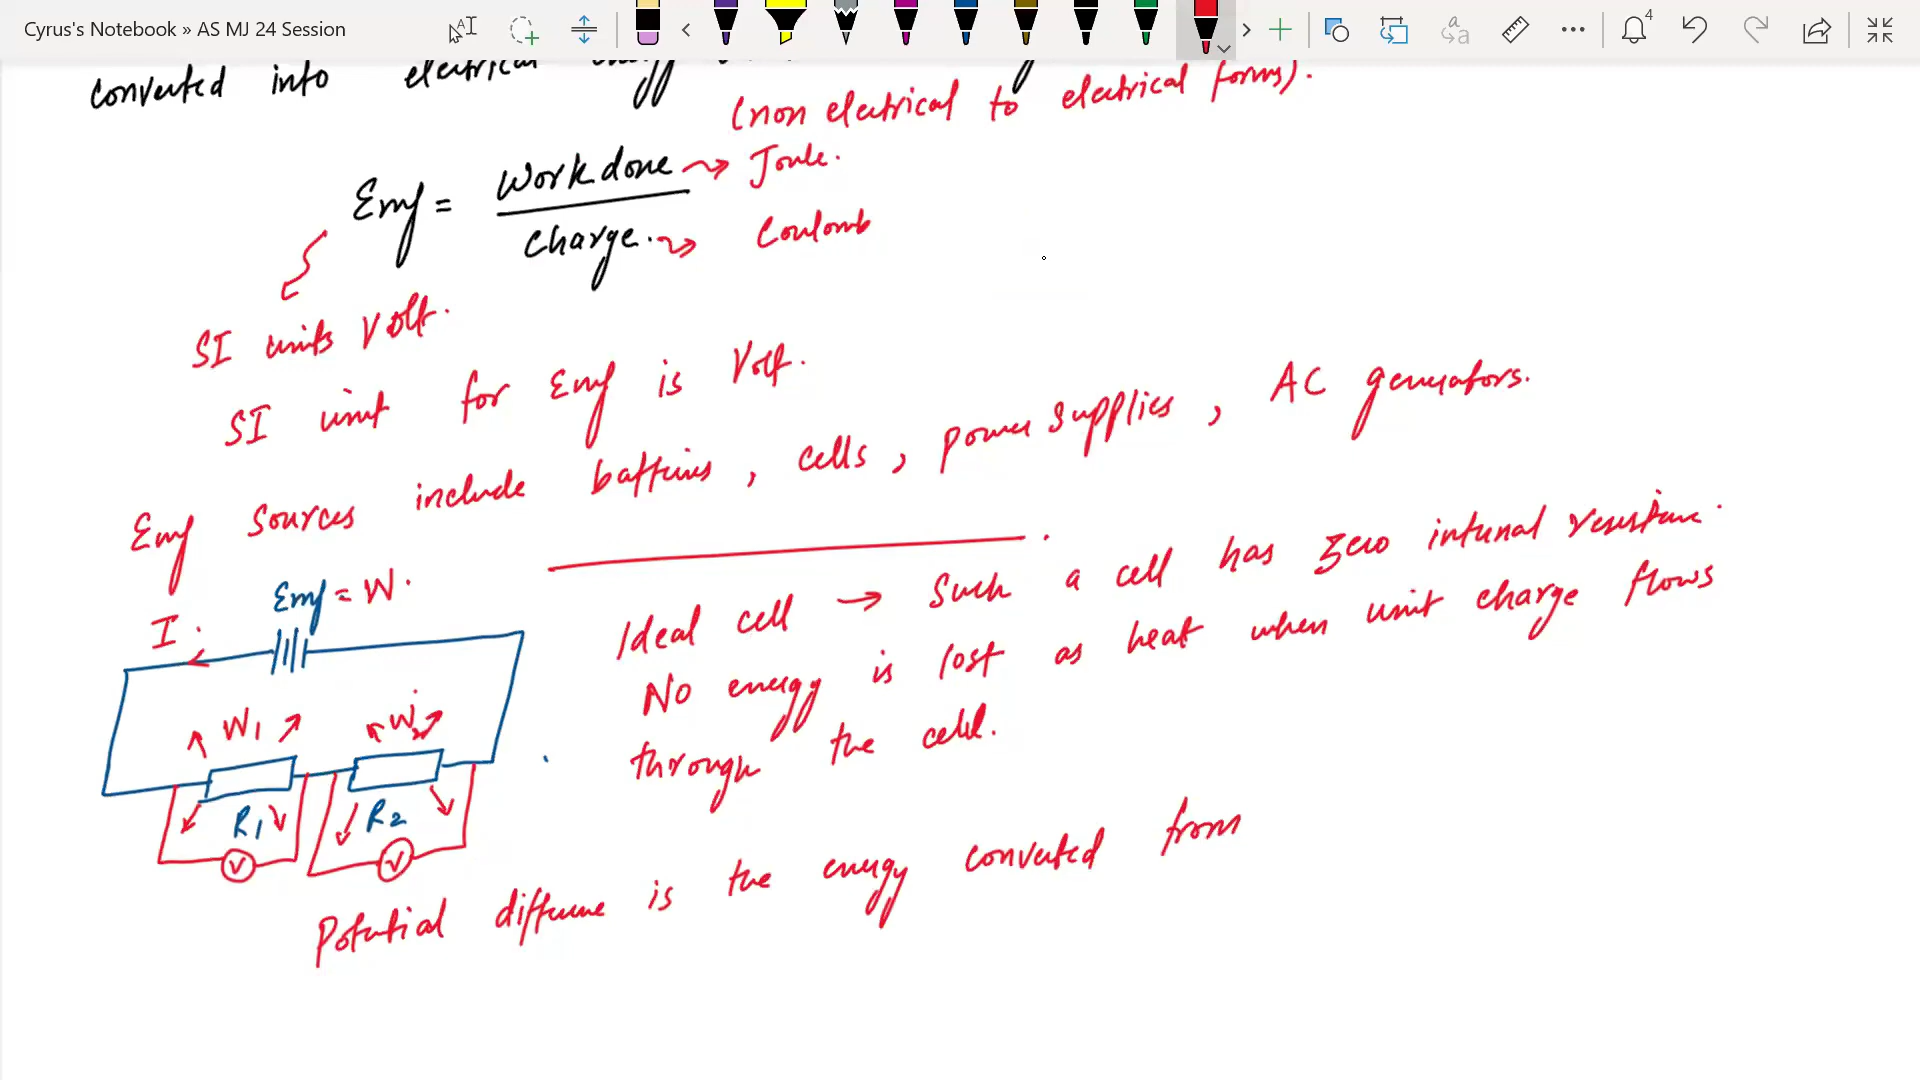 Cyrus's Notebook » AS MJ 24 Session
4
converted into electrical energy
(non electrical to electrical forms).
Emf = Work done → Joule.
Charge. → Coulomb
SI units Volt.
SI unit for Emf is Volt.
Emf sources include batteries, cells, power supplies, AC generators.
Emf = W.
I
W1 W2
R1 R2
V V
Ideal cell → Such a cell has zero internal resistance.
No energy is lost as heat when unit charge flows
through the cell.
Potential difference is the energy converted from